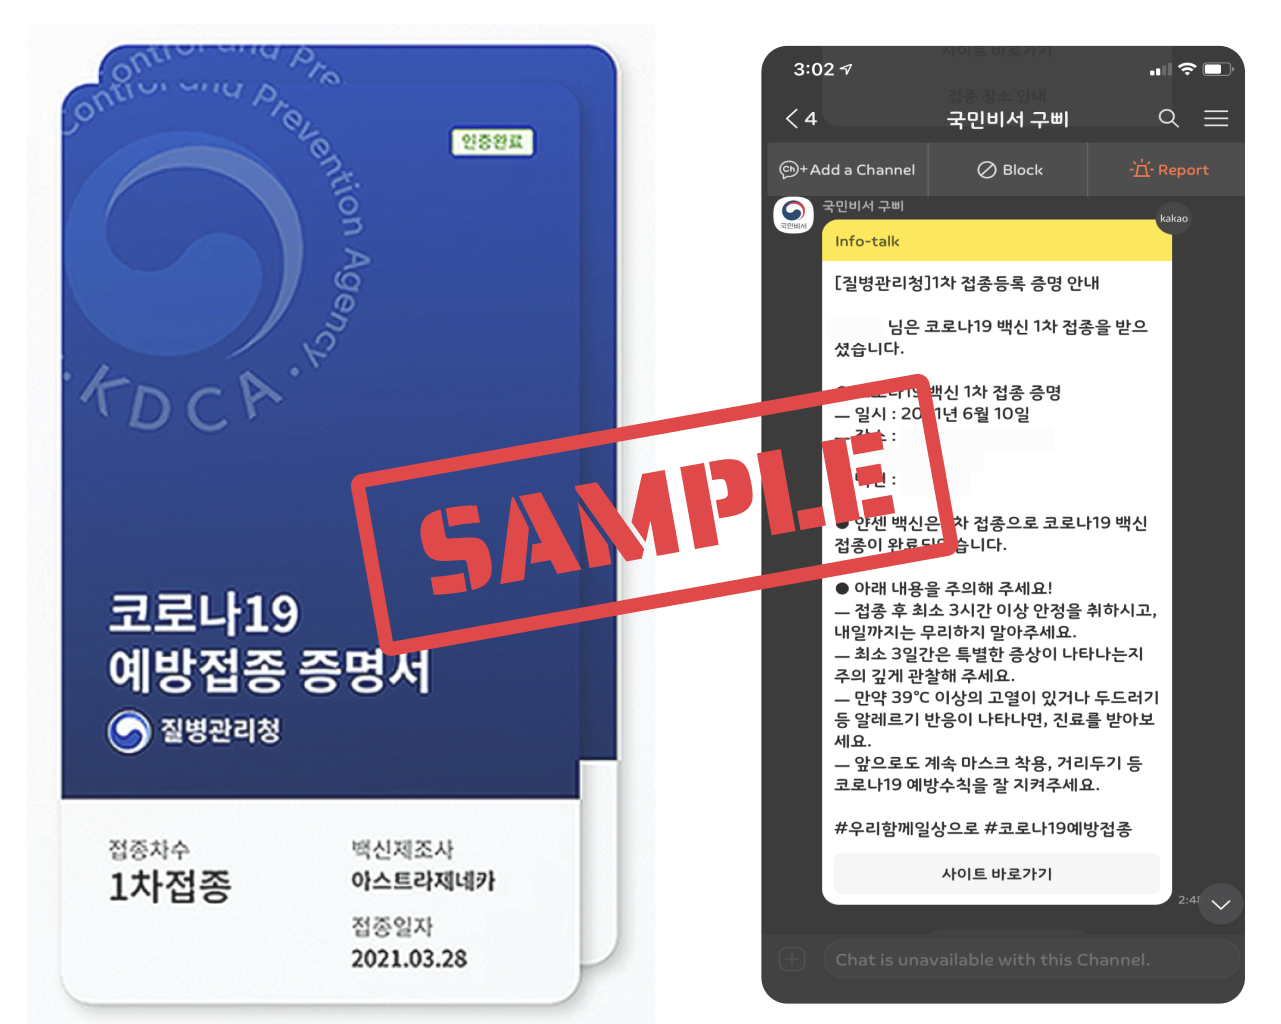 Control and Pre
Control and Prevention Agency
· KDCA ·
인증완료
코로나19
예방접종 증명서
질병관리청
접종차수
1차접종
백신제조사
아스트라제네카
접종일자
2021.03.28
SAMPLE
사이트 바로가기
3:02
접종 장소 안내
4
국민비서 구삐
Ch+ Add a Channel
Block
Report
국민비서
국민비서 구삐
kakao
Info-talk
[질병관리청]1차 접종등록 증명 안내
님은 코로나19 백신 1차 접종을 받으
셨습니다.
● 코로나19 백신 1차 접종 증명
— 일시 : 2021년 6월 10일
— 장소 :
백신 :
● 얀센 백신은 1차 접종으로 코로나19 백신
접종이 완료되었습니다.
● 아래 내용을 주의해 주세요!
— 접종 후 최소 3시간 이상 안정을 취하시고,
내일까지는 무리하지 말아주세요.
— 최소 3일간은 특별한 증상이 나타나는지
주의 깊게 관찰해 주세요.
— 만약 39℃ 이상의 고열이 있거나 두드러기
등 알레르기 반응이 나타나면, 진료를 받아보
세요.
— 앞으로도 계속 마스크 착용, 거리두기 등
코로나19 예방수칙을 잘 지켜주세요.
#우리함께일상으로 #코로나19예방접종
사이트 바로가기
Chat is unavailable with this Channel.